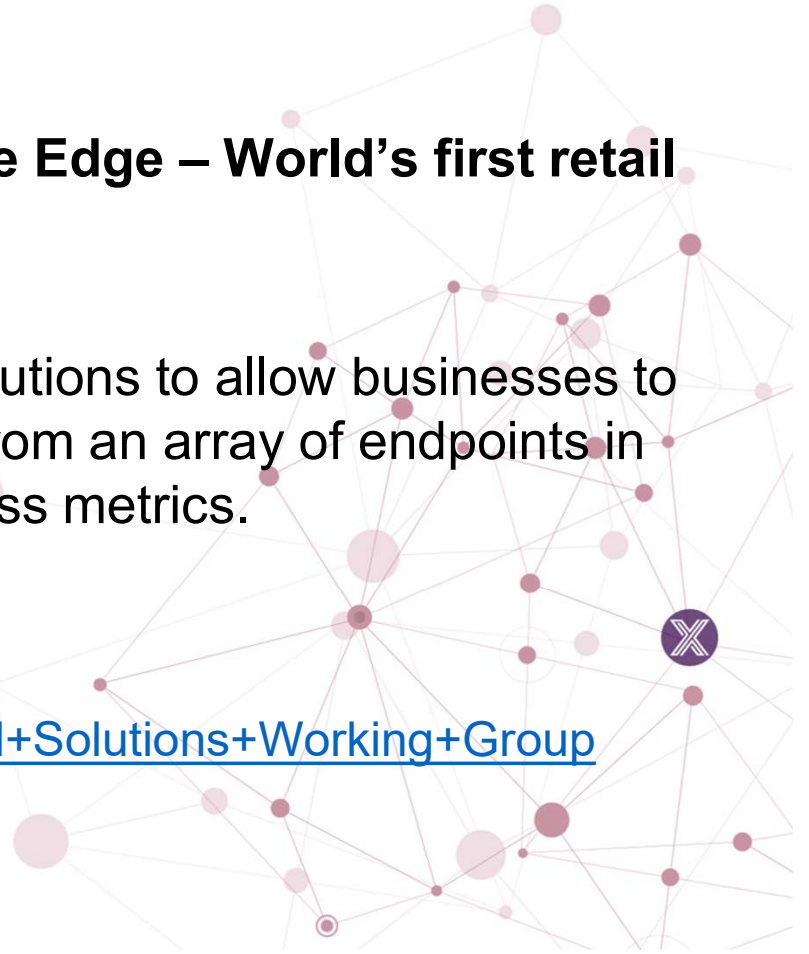 e Edge – World's first retail
utions to allow businesses to
rom an array of endpoints in
ss metrics.
l+Solutions+Working+Group